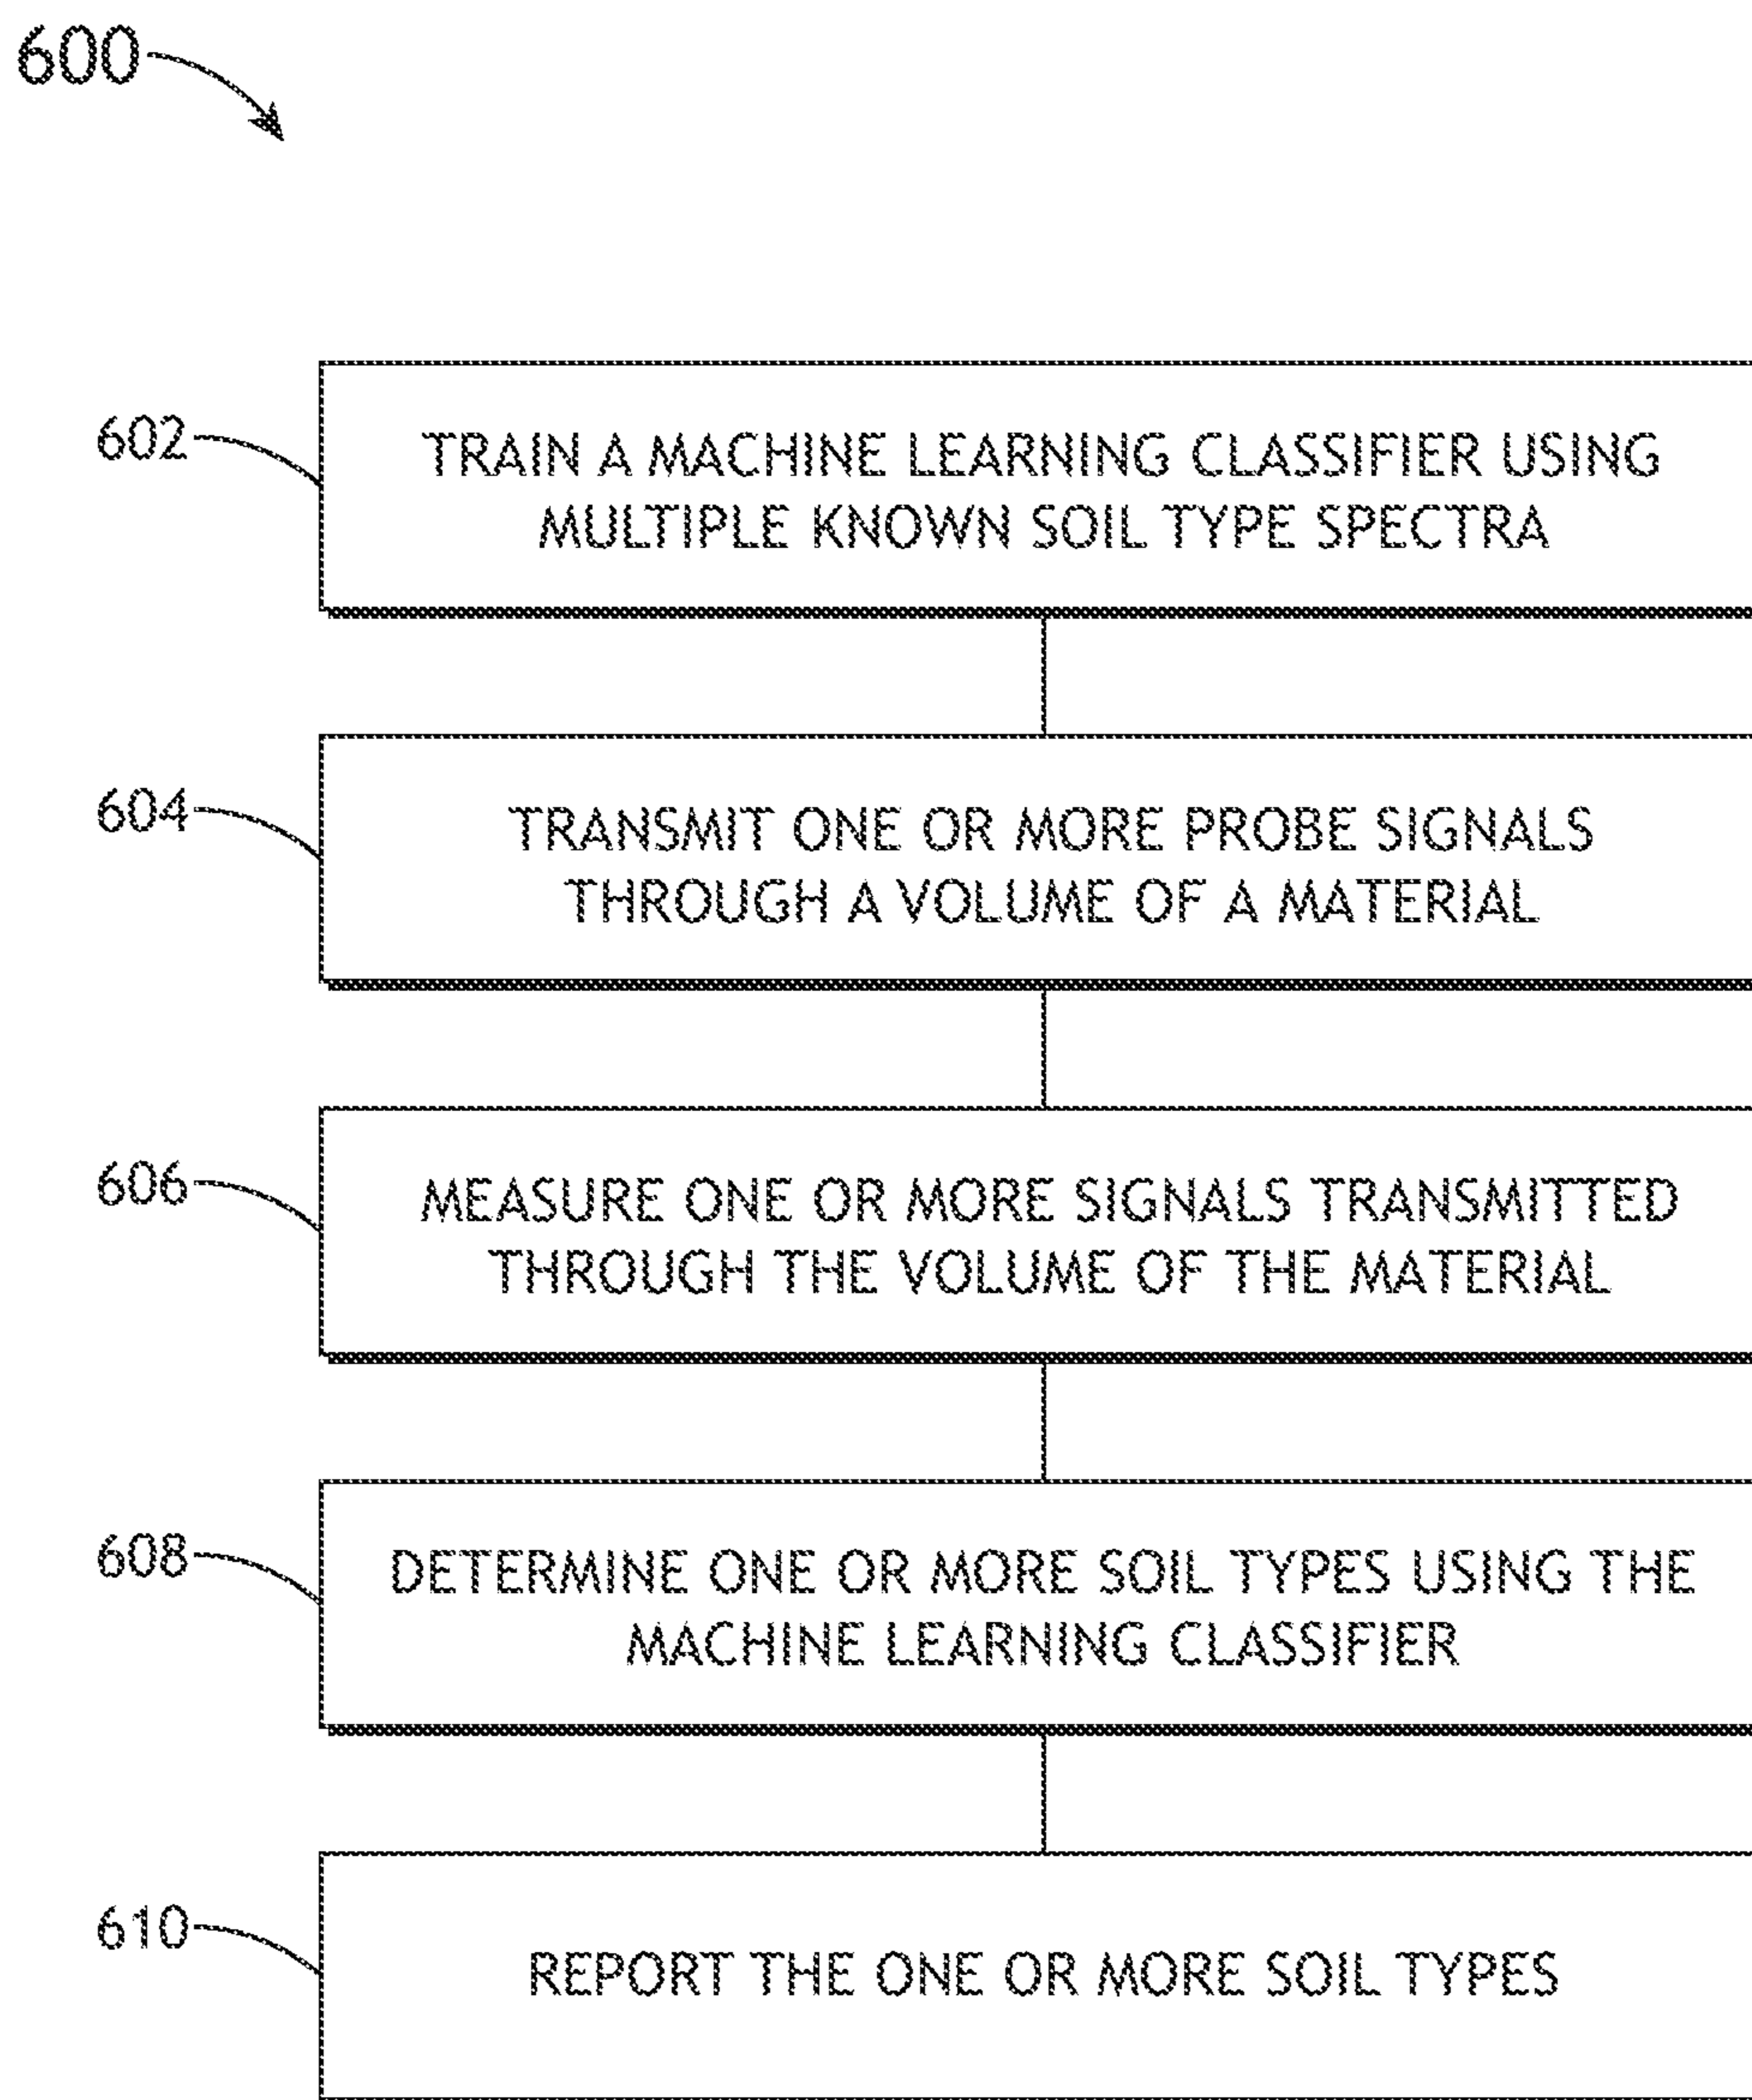 600
602
TRAIN A MACHINE LEARNING CLASSIFIER USING
MULTIPLE KNOWN SOIL TYPE SPECTRA
604
TRANSMIT ONE OR MORE PROBE SIGNALS
THROUGH A VOLUME OF A MATERIAL
606
MEASURE ONE OR MORE SIGNALS TRANSMITTED
THROUGH THE VOLUME OF THE MATERIAL
608
DETERMINE ONE OR MORE SOIL TYPES USING THE
MACHINE LEARNING CLASSIFIER
610
REPORT THE ONE OR MORE SOIL TYPES